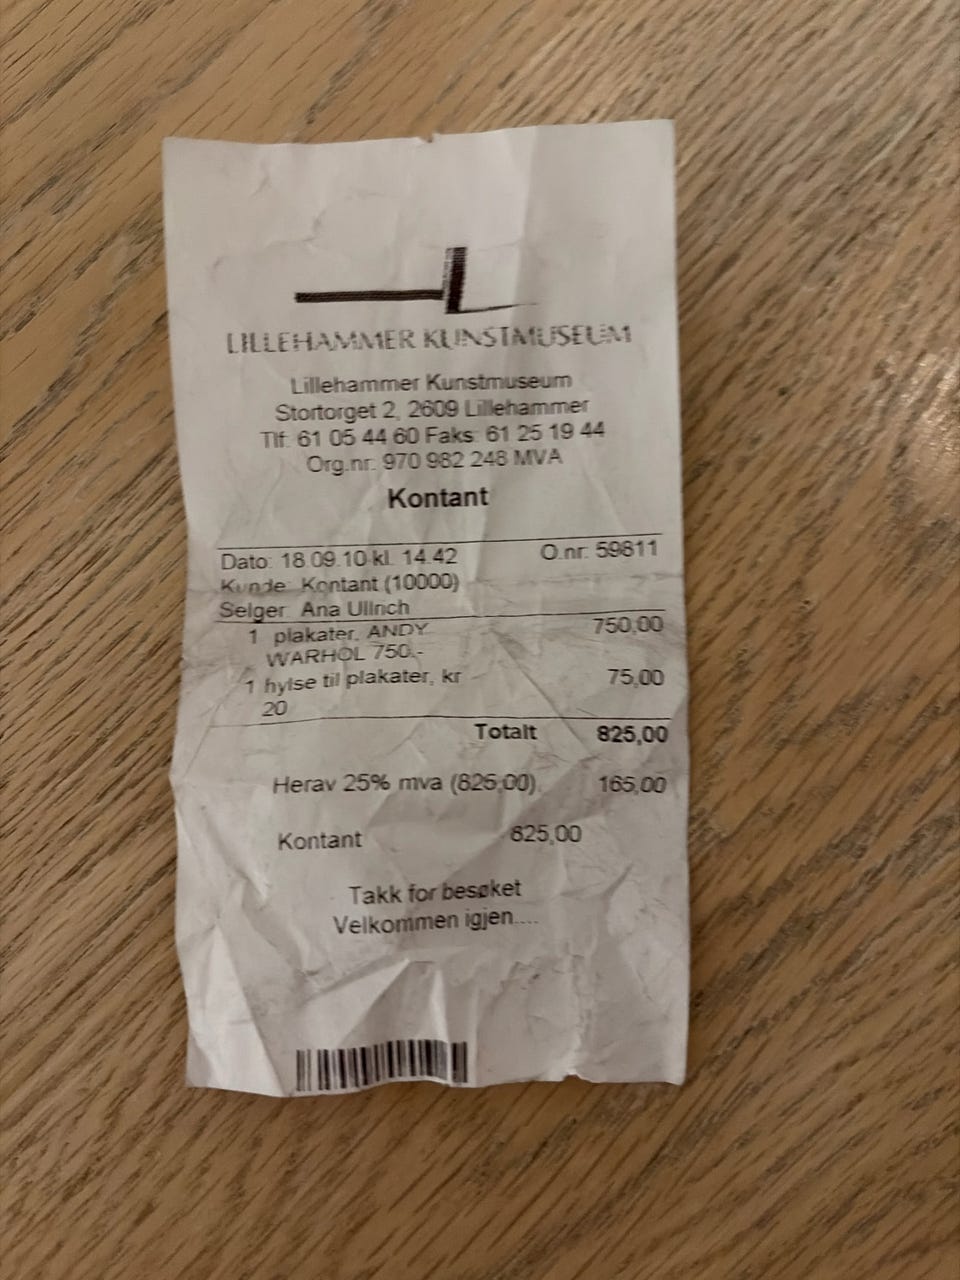 LILLEHAMMER KUNSTMUSEUM
Lillehammer Kunstmuseum
Stortorget 2, 2609 Lillehammer
Tlf: 61 05 44 60 Faks: 61 25 19 44
Org.nr: 970 982 248 MVA
Kontant
Dato: 18.09.10 kl. 14.42 O.nr: 59811
Kunde: Kontant (10000)
Selger: Ana Ullrich
1 plakater, ANDY 750,00
WARHOL 750.-
1 hylse til plakater, kr 75,00
20
Totalt 825,00
Herav 25% mva (825,00) 165,00
Kontant 825,00
Takk for besøket
Velkommen igjen....